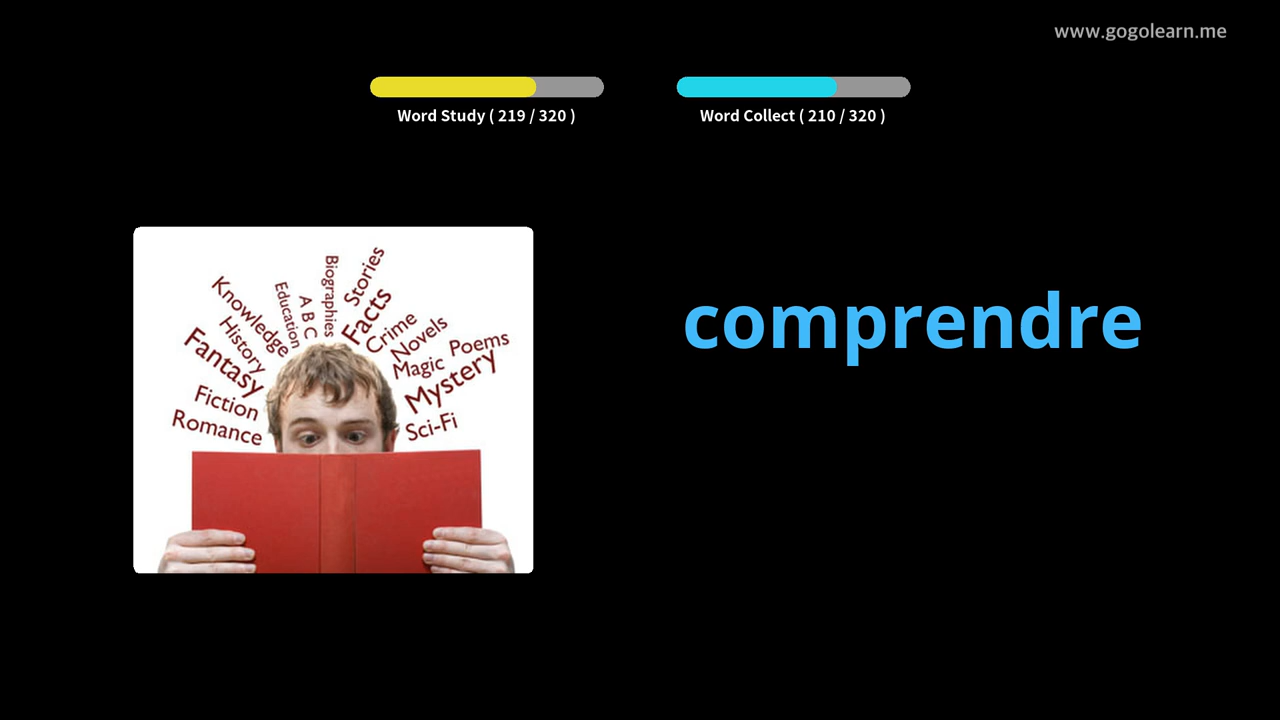 www.gogolearn.me
Word Study ( 219 / 320 )
Word Collect ( 210 / 320 )
comprendre
Knowledge
Education
A B C
Biographies
Stories
Facts
Crime
Novels
Poems
History
Magic
Fantasy
Mystery
Fiction
Romance
Sci-Fi